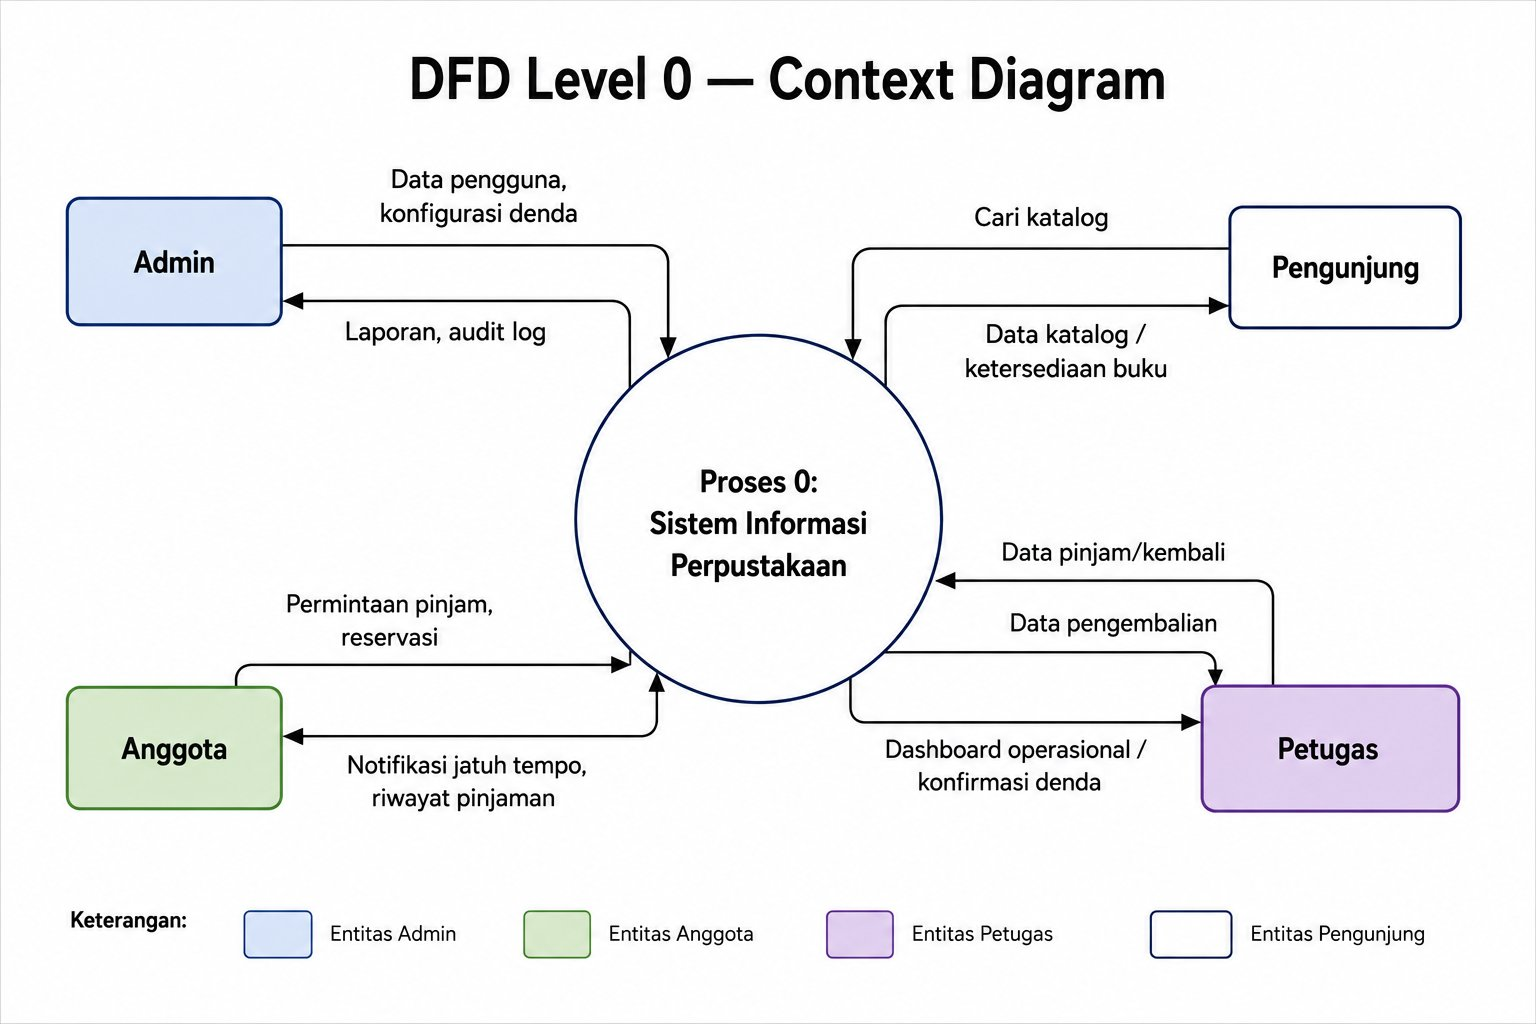 DFD Level 0 — Context Diagram
Data pengguna,
konfigurasi denda
Admin
Laporan, audit log
Cari katalog
Pengunjung
Data katalog /
ketersediaan buku
Proses 0:
Sistem Informasi
Perpustakaan
Permintaan pinjam,
reservasi
Anggota
Notifikasi jatuh tempo,
riwayat pinjaman
Data pinjam/kembali
Data pengembalian
Petugas
Dashboard operasional /
konfirmasi denda
Keterangan:
Entitas Admin
Entitas Anggota
Entitas Petugas
Entitas Pengunjung